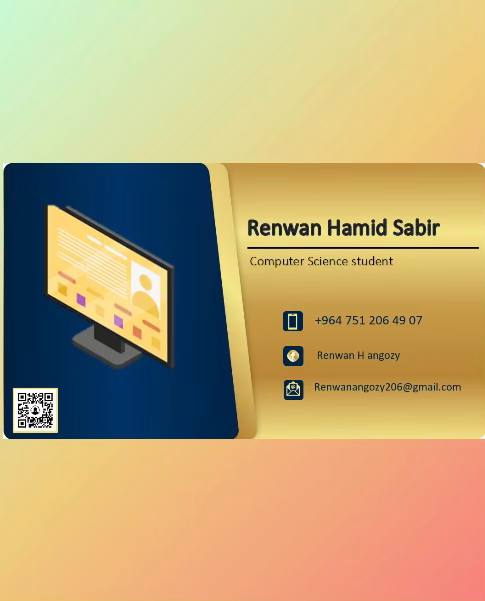 Renwan Hamid Sabir
Computer Science student
+964 751 206 49 07
Renwan H angozy
Renwanangozy206@gmail.com